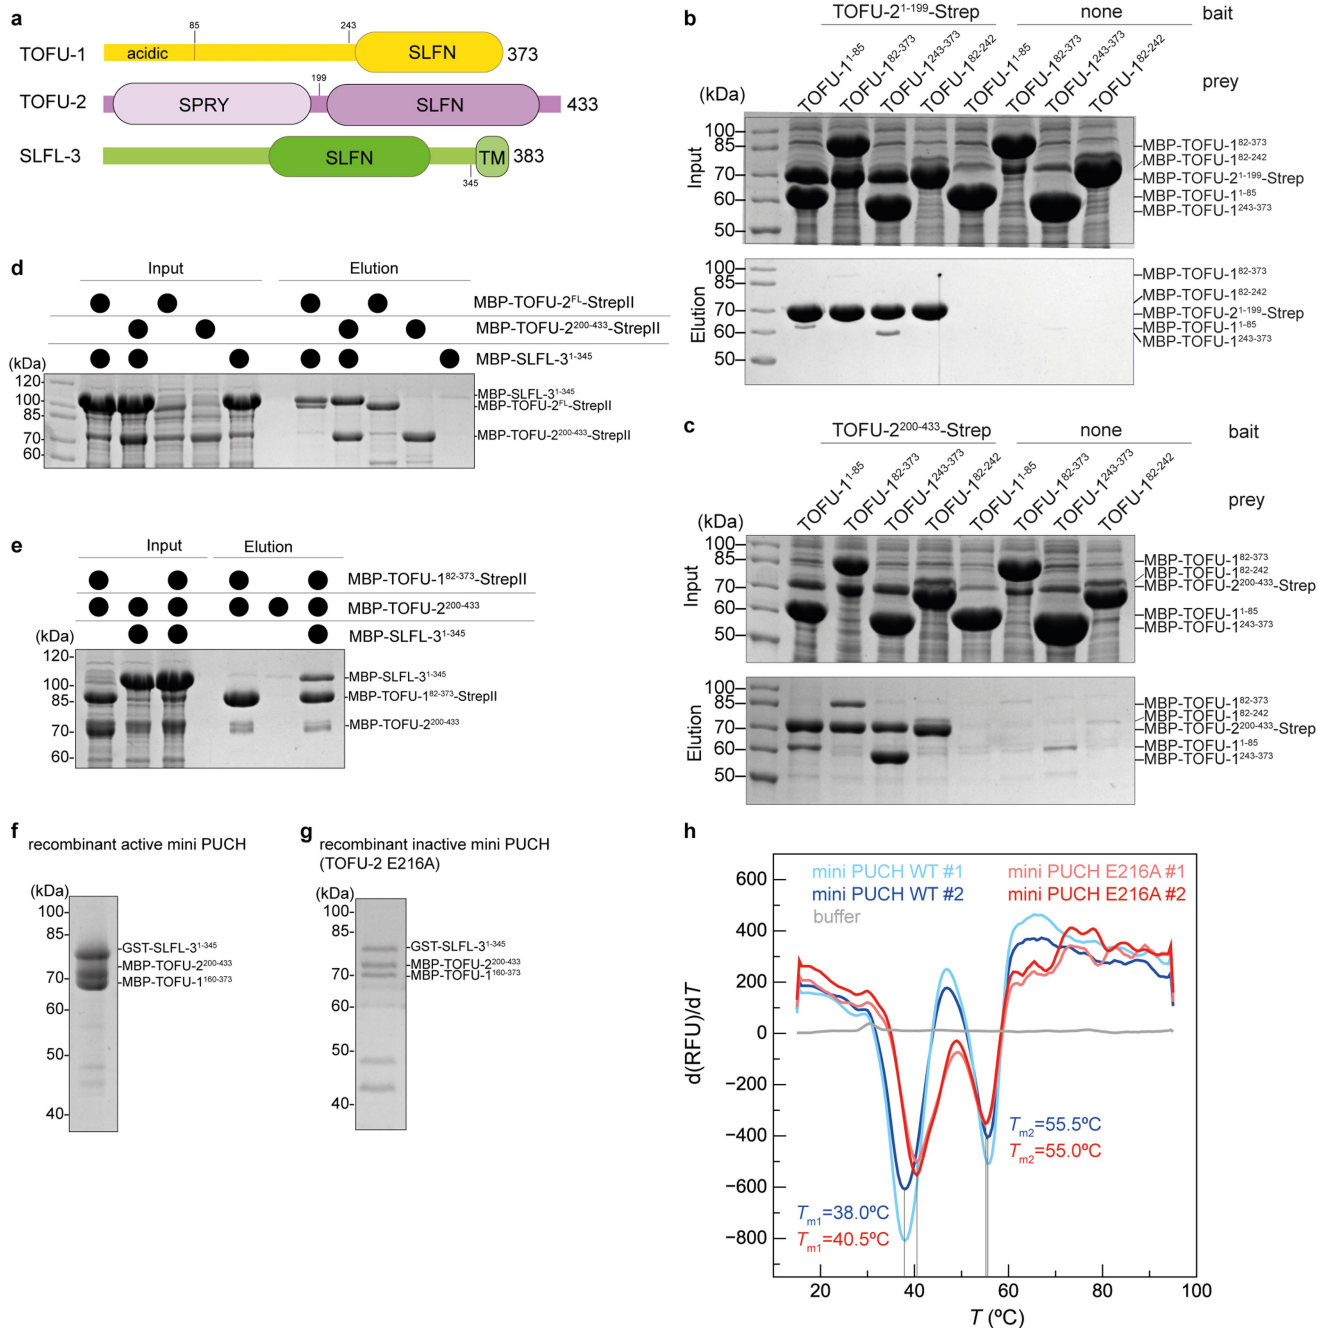 a
85
243
TOFU-1
acidic
SLFN
373
199
TOFU-2
SPRY
SLFN
433
SLFL-3
SLFN
TM
383
345
b
TOFU-2¹⁻¹⁹⁹-Strep
none
bait
TOFU-1¹⁻⁸⁵
TOFU-1⁸²⁻³⁷³
TOFU-1²⁴³⁻³⁷³
TOFU-1⁸²⁻²⁴²
TOFU-1¹⁻⁸⁵
TOFU-1⁸²⁻³⁷³
TOFU-1²⁴³⁻³⁷³
TOFU-1⁸²⁻²⁴²
prey
(kDa)
Input
100
85
70
60
50
MBP-TOFU-1⁸²⁻³⁷³
MBP-TOFU-1⁸²⁻²⁴²
MBP-TOFU-2¹⁻¹⁹⁹-Strep
MBP-TOFU-1¹⁻⁸⁵
MBP-TOFU-1²⁴³⁻³⁷³
Elution
100
85
70
60
50
MBP-TOFU-1⁸²⁻³⁷³
MBP-TOFU-1⁸²⁻²⁴²
MBP-TOFU-2¹⁻¹⁹⁹-Strep
MBP-TOFU-1¹⁻⁸⁵
MBP-TOFU-1²⁴³⁻³⁷³
c
TOFU-2²⁰⁰⁻⁴³³-Strep
none
bait
TOFU-1¹⁻⁸⁵
TOFU-1⁸²⁻³⁷³
TOFU-1²⁴³⁻³⁷³
TOFU-1⁸²⁻²⁴²
TOFU-1¹⁻⁸⁵
TOFU-1⁸²⁻³⁷³
TOFU-1²⁴³⁻³⁷³
TOFU-1⁸²⁻²⁴²
prey
(kDa)
Input
100
85
70
60
50
MBP-TOFU-1⁸²⁻³⁷³
MBP-TOFU-1⁸²⁻²⁴²
MBP-TOFU-2²⁰⁰⁻⁴³³-Strep
MBP-TOFU-1¹⁻⁸⁵
MBP-TOFU-1²⁴³⁻³⁷³
Elution
100
85
70
60
50
MBP-TOFU-1⁸²⁻³⁷³
MBP-TOFU-1⁸²⁻²⁴²
MBP-TOFU-2²⁰⁰⁻⁴³³-Strep
MBP-TOFU-1¹⁻⁸⁵
MBP-TOFU-1²⁴³⁻³⁷³
d
Input
Elution
MBP-TOFU-2ᶠᴸ-StrepII
MBP-TOFU-2²⁰⁰⁻⁴³³-StrepII
MBP-SLFL-3¹⁻³⁴⁵
(kDa)
120
100
85
70
60
MBP-SLFL-3¹⁻³⁴⁵
MBP-TOFU-2ᶠᴸ-StrepII
MBP-TOFU-2²⁰⁰⁻⁴³³-StrepII
e
Input
Elution
MBP-TOFU-1⁸²⁻³⁷³-StrepII
MBP-TOFU-2²⁰⁰⁻⁴³³
MBP-SLFL-3¹⁻³⁴⁵
(kDa)
120
100
85
70
60
MBP-SLFL-3¹⁻³⁴⁵
MBP-TOFU-1⁸²⁻³⁷³-StrepII
MBP-TOFU-2²⁰⁰⁻⁴³³
f
recombinant active mini PUCH
(kDa)
100
85
70
60
50
40
GST-SLFL-3¹⁻³⁴⁵
MBP-TOFU-2²⁰⁰⁻⁴³³
MBP-TOFU-1¹⁶⁰⁻³⁷³
g
recombinant inactive mini PUCH
(TOFU-2 E216A)
(kDa)
100
85
70
60
50
40
GST-SLFL-3¹⁻³⁴⁵
MBP-TOFU-2²⁰⁰⁻⁴³³
MBP-TOFU-1¹⁶⁰⁻³⁷³
h
mini PUCH WT #1
mini PUCH WT #2
buffer
mini PUCH E216A #1
mini PUCH E216A #2
d(RFU)/dT
600
400
200
0
−200
−400
−600
−800
Tm2=55.5ºC
Tm2=55.0ºC
Tm1=38.0ºC
Tm1=40.5ºC
20
40
60
80
100
T (ºC)